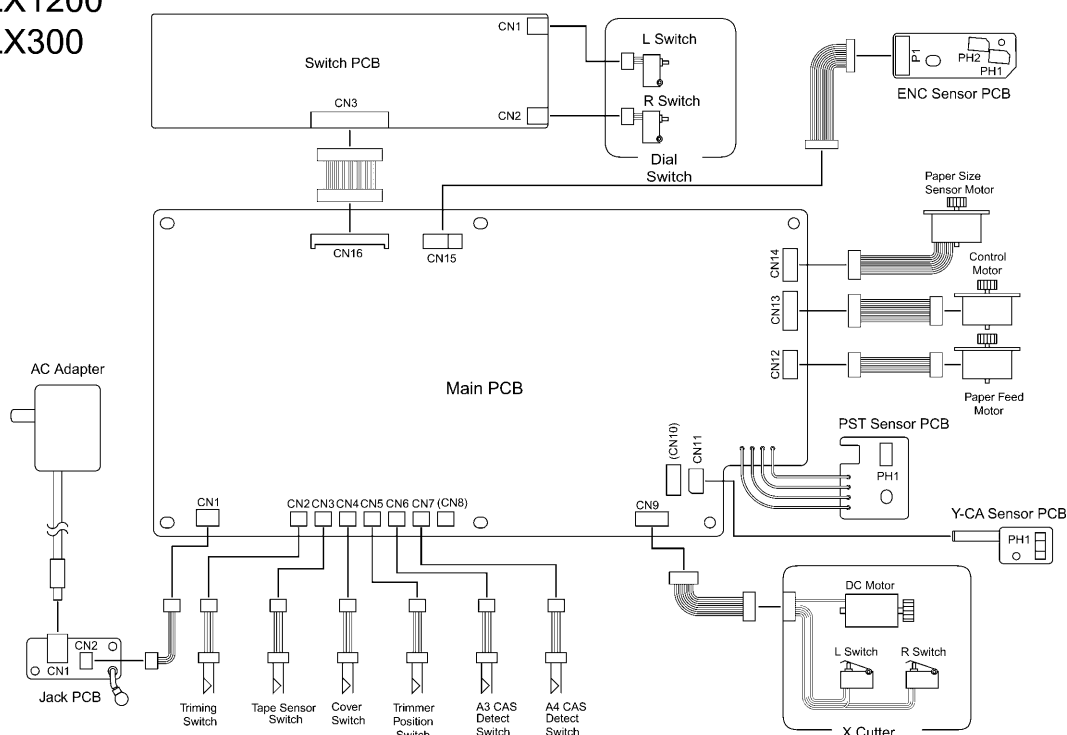 X1200
X300
Switch PCB
CN1
CN2
CN3
L Switch
R Switch
Dial
Switch
P1
PH2
PH1
ENC Sensor PCB
CN16
CN15
Paper Size
Sensor Motor
CN14
Control
Motor
CN13
CN12
Paper Feed
Motor
Main PCB
AC Adapter
PST Sensor PCB
PH1
(CN10)
CN11
CN1
CN2
CN3
CN4
CN5
CN6
CN7
(CN8)
CN9
Y-CA Sensor PCB
PH1
DC Motor
L Switch
R Switch
X Cutter
CN2
CN1
Jack PCB
Triming
Switch
Tape Sensor
Switch
Cover
Switch
Trimmer
Position
Switch
A3 CAS
Detect
Switch
A4 CAS
Detect
Switch